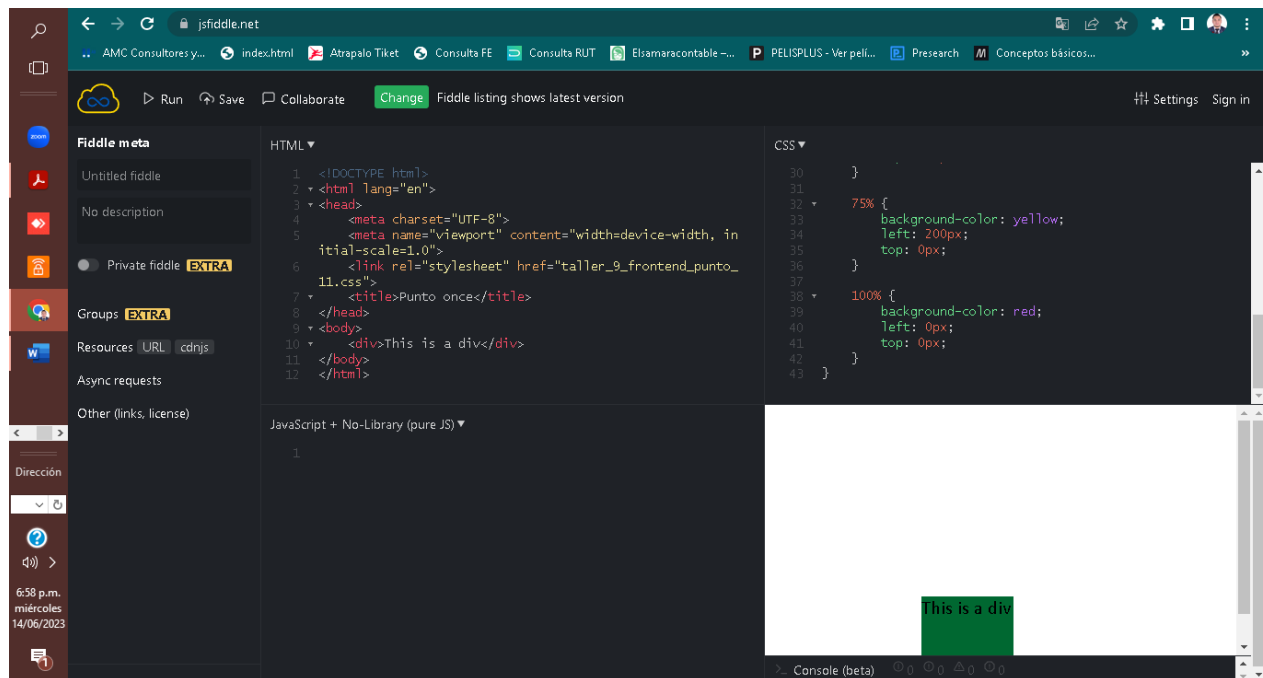 jsfiddle.net
AMC Consultores y... index.html Atrapalo Tiket Consulta FE Consulta RUT Elsamaracontable –... PELISPLUS - Ver pelí... Presearch Conceptos básicos... »
Run Save Collaborate Change Fiddle listing shows latest version Settings Sign in
zoom
Fiddle meta
Untitled fiddle
No description
Private fiddle EXTRA
Groups EXTRA
Resources URL cdnjs
Async requests
Other (links, license)
HTML
1 <!DOCTYPE html>
2 <html lang="en">
3 <head>
4 <meta charset="UTF-8">
5 <meta name="viewport" content="width=device-width, in
itial-scale=1.0">
6 <link rel="stylesheet" href="taller_9_frontend_punto_
11.css">
7 <title>Punto once</title>
8 </head>
9 <body>
10 <div>This is a div</div>
11 </body>
12 </html>
CSS
30 }
31
32 75% {
33 background-color: yellow;
34 left: 200px;
35 top: 0px;
36 }
37
38 100% {
39 background-color: red;
40 left: 0px;
41 top: 0px;
42 }
43 }
JavaScript + No-Library (pure JS)
1
This is a div
Console (beta) 0 0 0 0
Dirección
6:58 p.m.
miércoles
14/06/2023
1